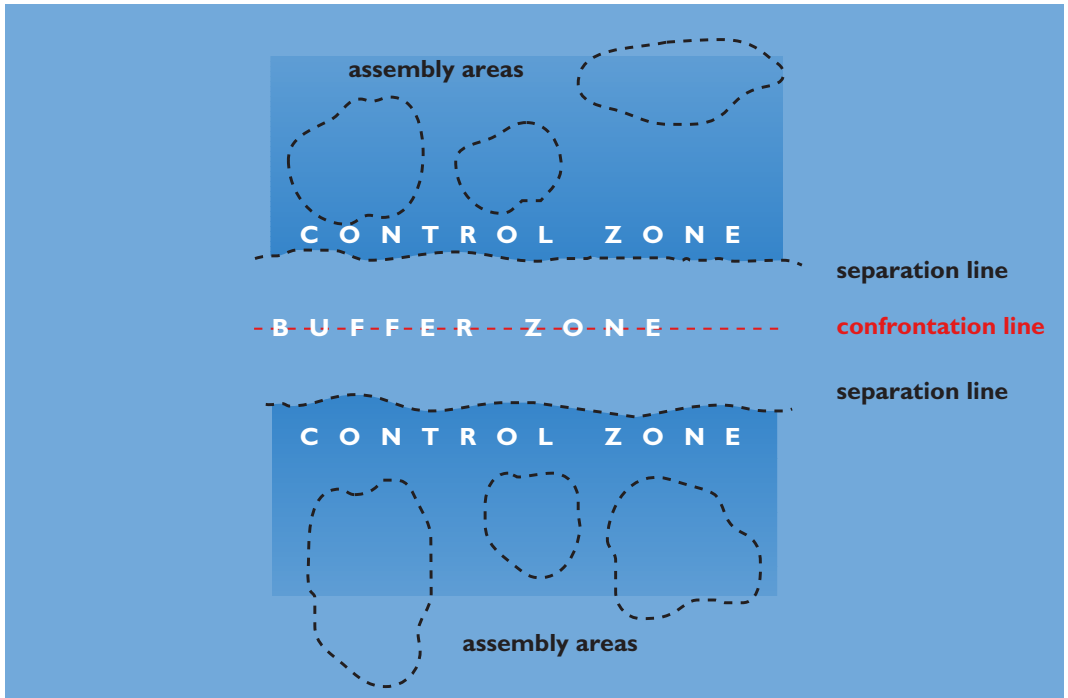 assembly areas
CONTROL ZONE
separation line
BUFFER ZONE
confrontation line
separation line
CONTROL ZONE
assembly areas